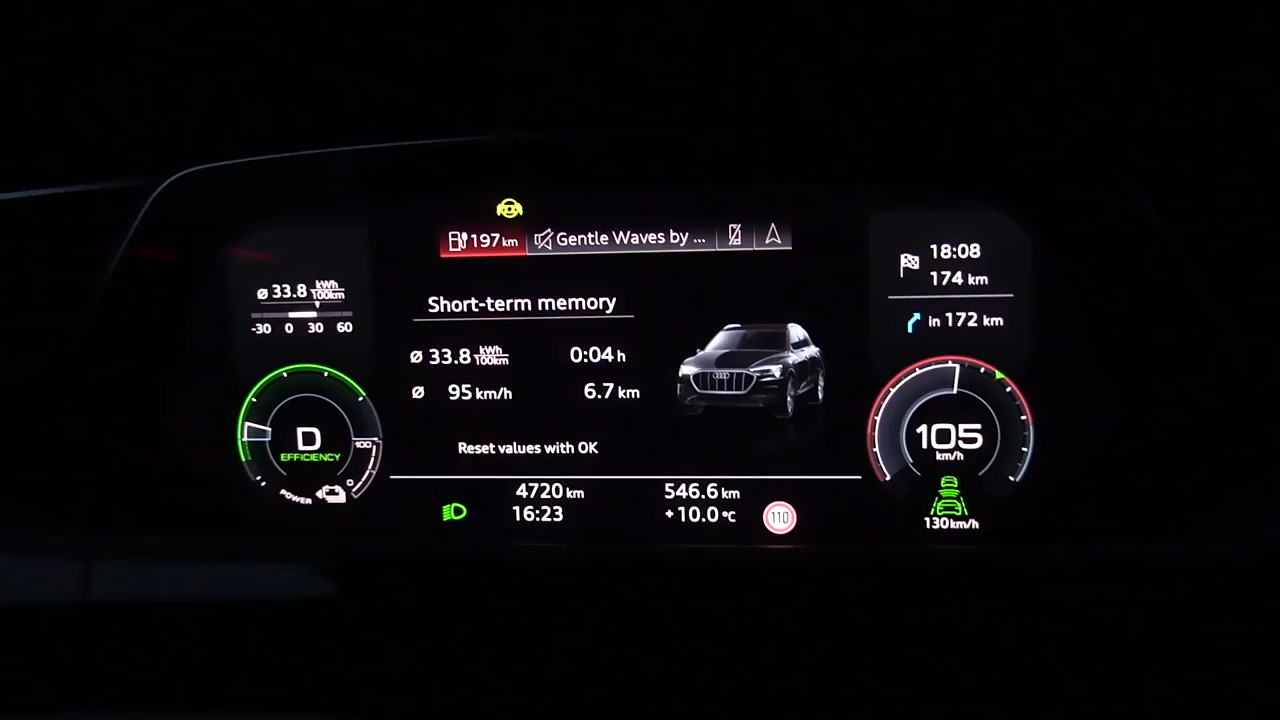 197 km Gentle Waves by ...
ø 33.8 kWh/100km
-30 0 30 60
Short-term memory
ø 33.8 kWh/100km 0:04 h
ø 95 km/h 6.7 km
Reset values with OK
18:08
174 km
in 172 km
D
EFFICIENCY
100
0
POWER
105
km/h
130 km/h
4720 km 546.6 km
16:23 +10.0 °C
110